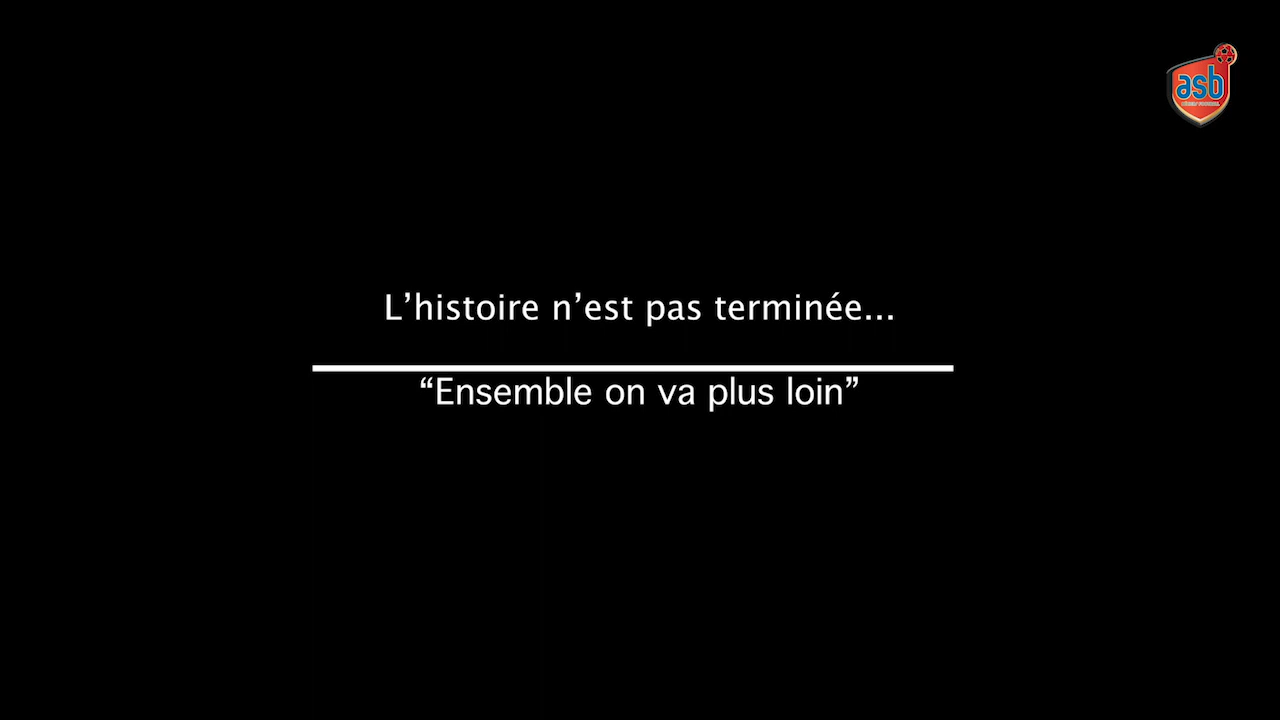 asb
L’histoire n’est pas terminée...
“Ensemble on va plus loin”